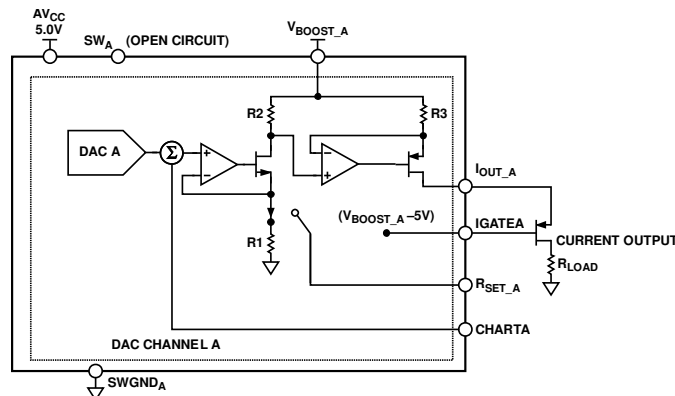 AVCC
5.0V
SWA (OPEN CIRCUIT)
VBOOST_A
R2
R3
DAC A
Σ
+
–
–
+
IOUT_A
(VBOOST_A –5V)
IGATEA
CURRENT OUTPUT
R1
RLOAD
RSET_A
CHARTA
DAC CHANNEL A
SWGNDA